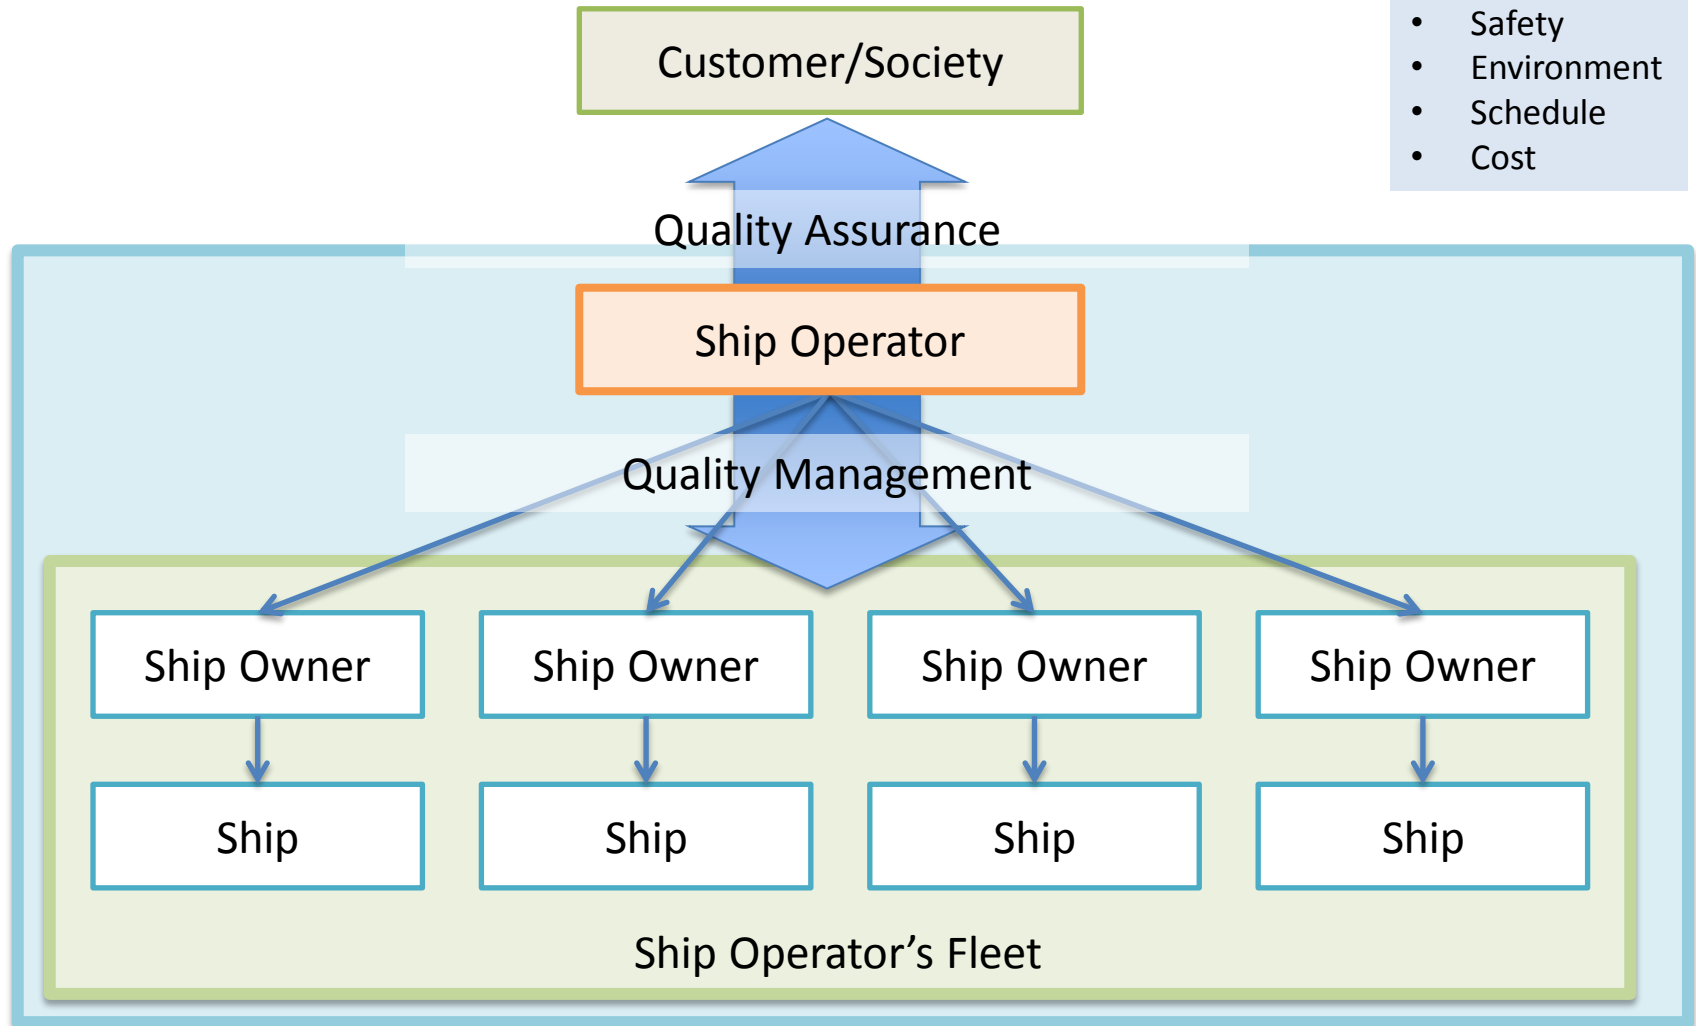 Customer/Society
• Safety
• Environment
• Schedule
• Cost
Quality Assurance
Ship Operator
Quality Management
Ship Owner
Ship Owner
Ship Owner
Ship Owner
Ship
Ship
Ship
Ship
Ship Operator’s Fleet